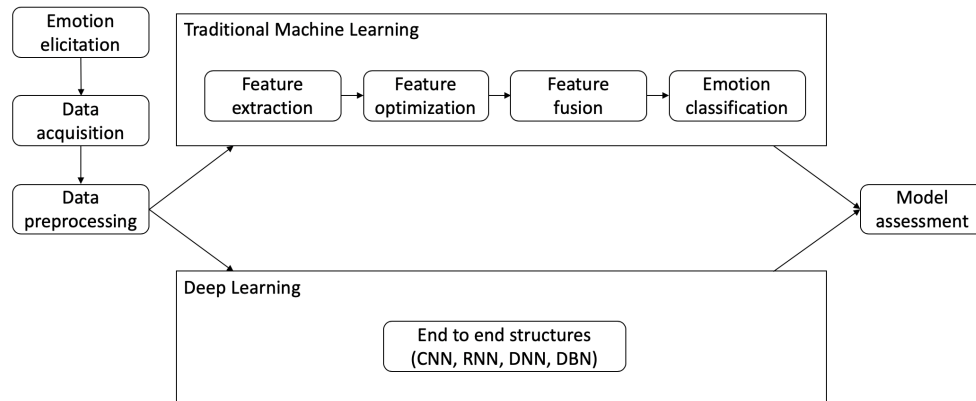 Emotion
elicitation
Data
acquisition
Data
preprocessing
Traditional Machine Learning
Feature
extraction
Feature
optimization
Feature
fusion
Emotion
classification
Deep Learning
End to end structures
(CNN, RNN, DNN, DBN)
Model
assessment